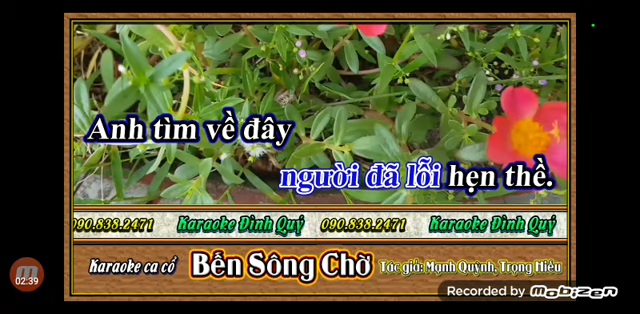 Anh tìm về đây
người đã lỗi hẹn thề.
090.838.2471 Karaoke Đình Quý 090.838.2471 Karaoke Đình Quý
Karaoke ca cổ Bến Sông Chờ Tác giả: Mạnh Quỳnh, Trọng Hiếu
02:39
Recorded by mobizen